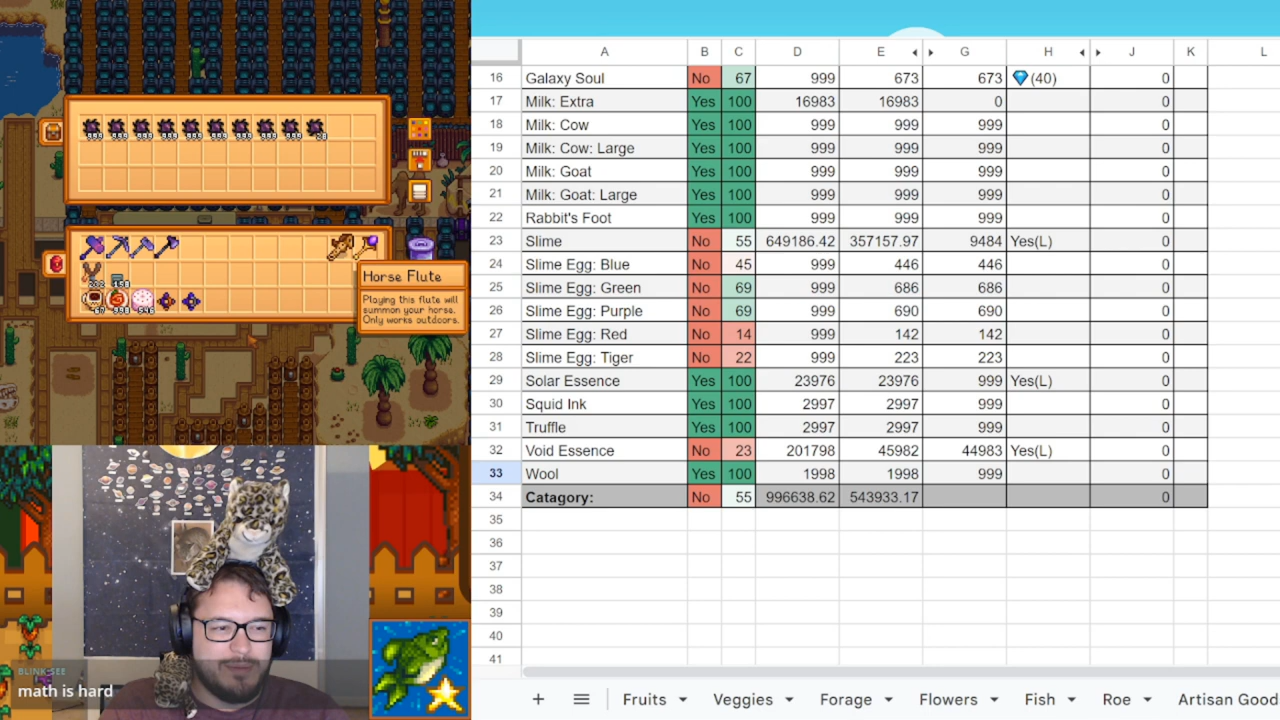 A B C D E G H J K L
16 Galaxy Soul No 67 999 673 673 (40) 0
17 Milk: Extra Yes 100 16983 16983 0 0
18 Milk: Cow Yes 100 999 999 999 0
19 Milk: Cow: Large Yes 100 999 999 999 0
20 Milk: Goat Yes 100 999 999 999 0
21 Milk: Goat: Large Yes 100 999 999 999 0
22 Rabbit's Foot Yes 100 999 999 999 0
23 Slime No 55 649186.42 357157.97 9484 Yes(L) 0
24 Slime Egg: Blue No 45 999 446 446 0
25 Slime Egg: Green No 69 999 686 686 0
26 Slime Egg: Purple No 69 999 690 690 0
27 Slime Egg: Red No 14 999 142 142 0
28 Slime Egg: Tiger No 22 999 223 223 0
29 Solar Essence Yes 100 23976 23976 999 Yes(L) 0
30 Squid Ink Yes 100 2997 2997 999 0
31 Truffle Yes 100 2997 2997 999 0
32 Void Essence No 23 201798 45982 44983 Yes(L) 0
33 Wool Yes 100 1998 1998 999 0
34 Catagory: No 55 996638.62 543933.17 0
35
36
37
38
39
40
41
+ Fruits Veggies Forage Flowers Fish Roe Artisan Good
999 999 999 999 999 999 999 999 999
Horse Flute
Playing this flute will
summon your horse.
Only works outdoors.
BLINK-SEE
math is hard